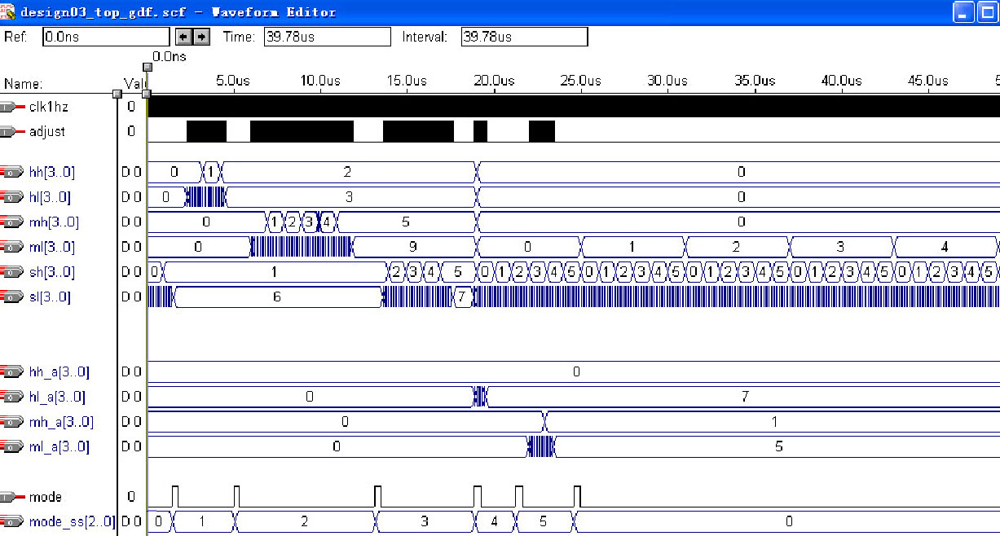 design03_top_gdf.scf - Waveform Editor
Ref: 0.0ns Time: 39.78us Interval: 39.78us
0.0ns
Name: Valu 5.0us 10.0us 15.0us 20.0us 25.0us 30.0us 35.0us 40.0us 45.0us 5
clk1hz 0
adjust 0
hh[3..0] D 0 0 1 2 0
hl[3..0] D 0 0 3 0
mh[3..0] D 0 0 1 2 3 4 5 0
ml[3..0] D 0 0 9 0 1 2 3 4
sh[3..0] D 0 0 1 2 3 4 5 0 1 2 3 4 5 0 1 2 3 4 5 0 1 2 3 4 5 0 1 2 3 4 5 0 1 2 3 4 5
sl[3..0] D 0 6 7
hh_a[3..0] D 0 0
hl_a[3..0] D 0 0 7
mh_a[3..0] D 0 0 1
ml_a[3..0] D 0 0 5
mode 0
mode_ss[2..0] D 0 0 1 2 3 4 5 0